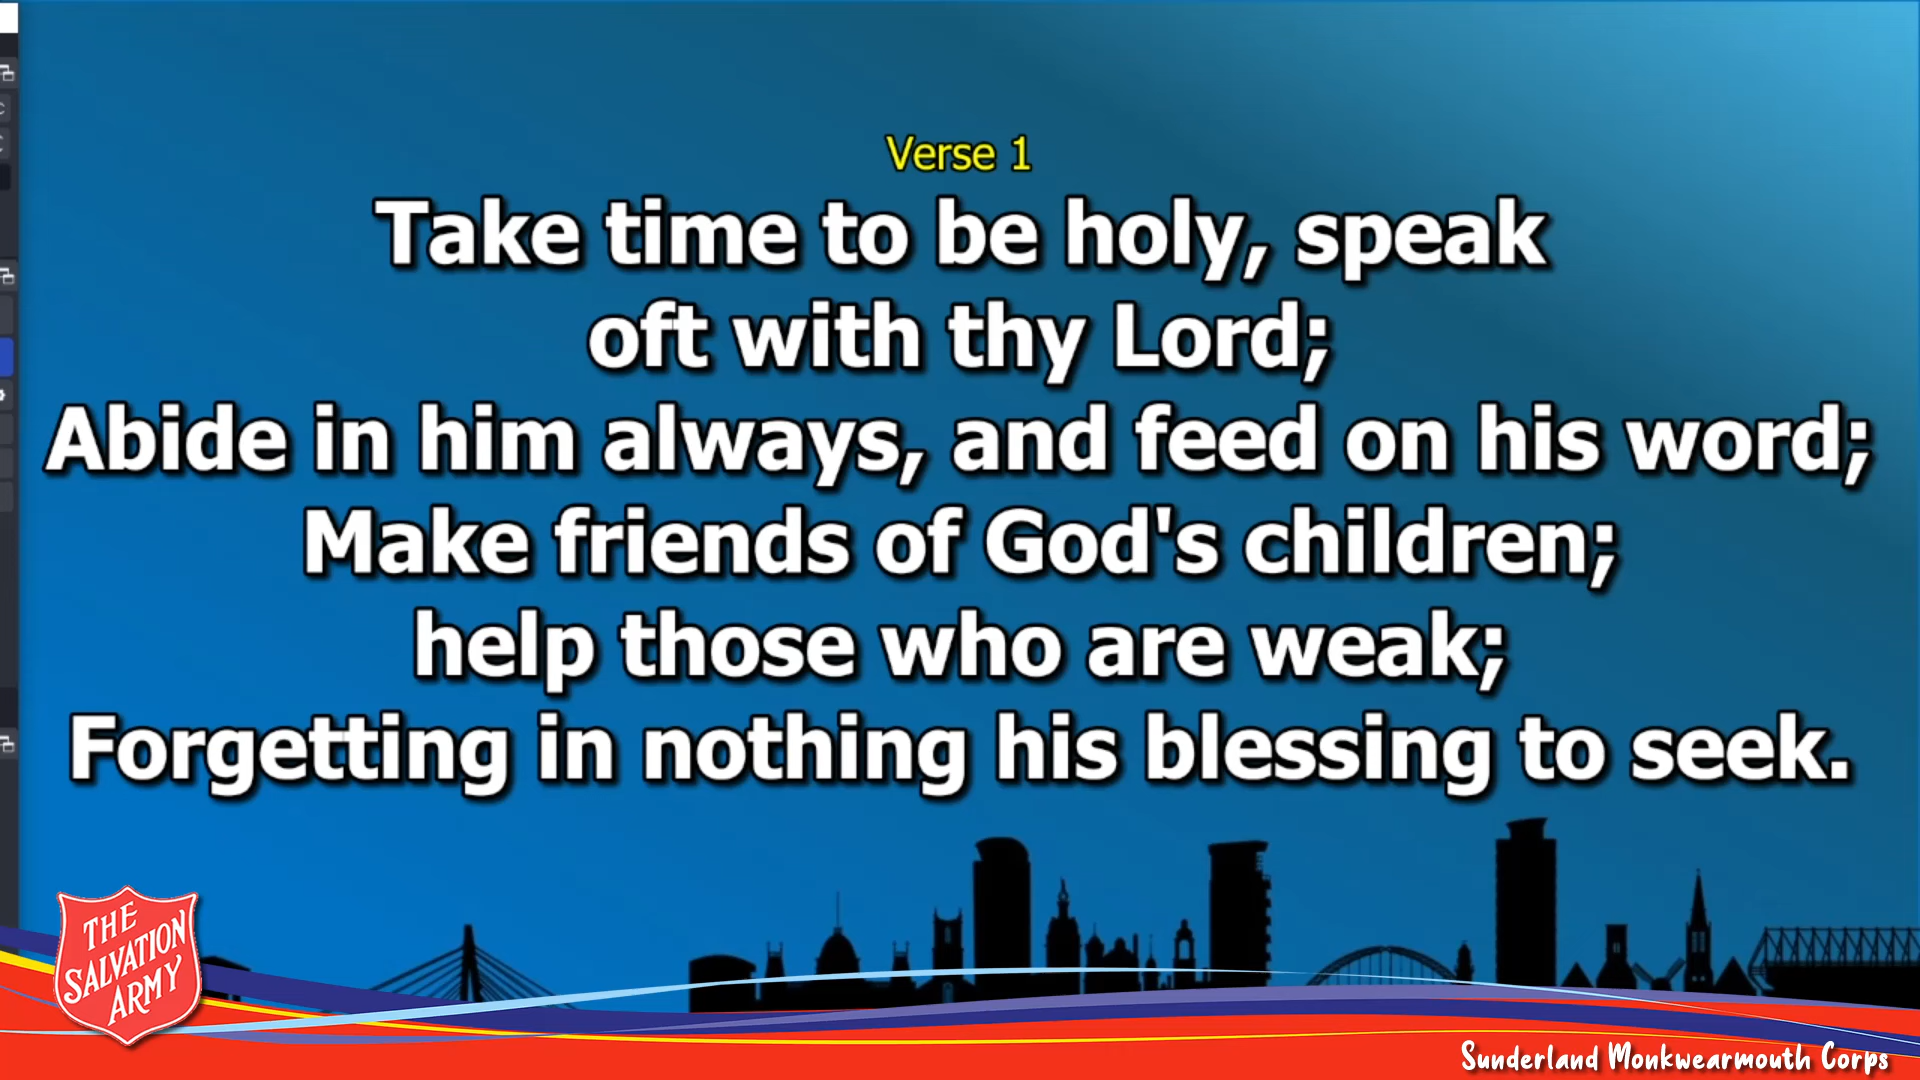 Verse 1
Take time to be holy, speak
oft with thy Lord;
Abide in him always, and feed on his word;
Make friends of God's children;
help those who are weak;
Forgetting in nothing his blessing to seek.
THE
SALVATION
ARMY
Sunderland Monkwearmouth Corps